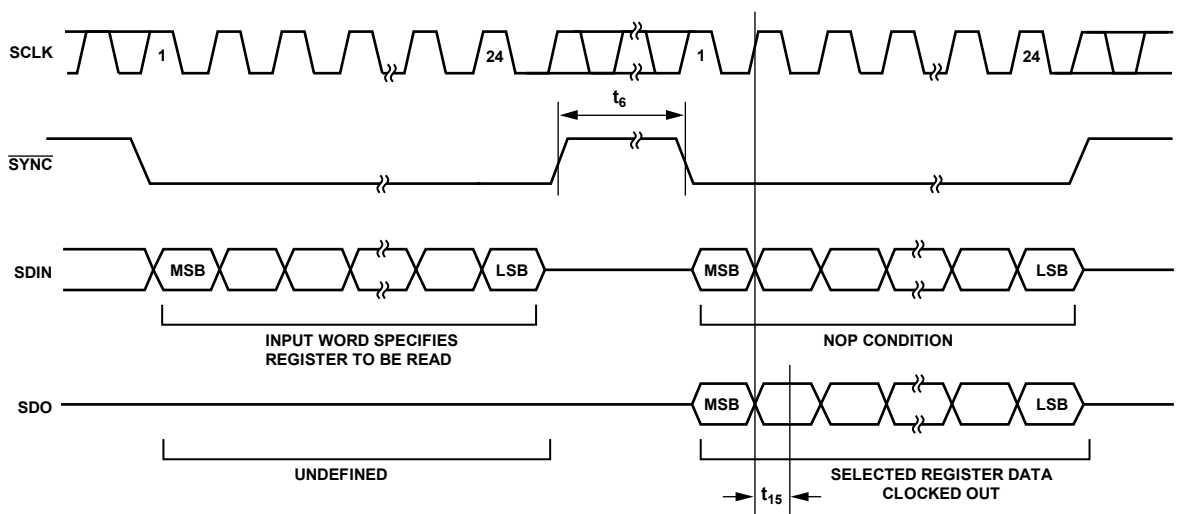 SCLK
1
24
1
24
t6
SYNC
SDIN
MSB
LSB
MSB
LSB
INPUT WORD SPECIFIES
REGISTER TO BE READ
NOP CONDITION
SDO
MSB
LSB
UNDEFINED
SELECTED REGISTER DATA
CLOCKED OUT
t15